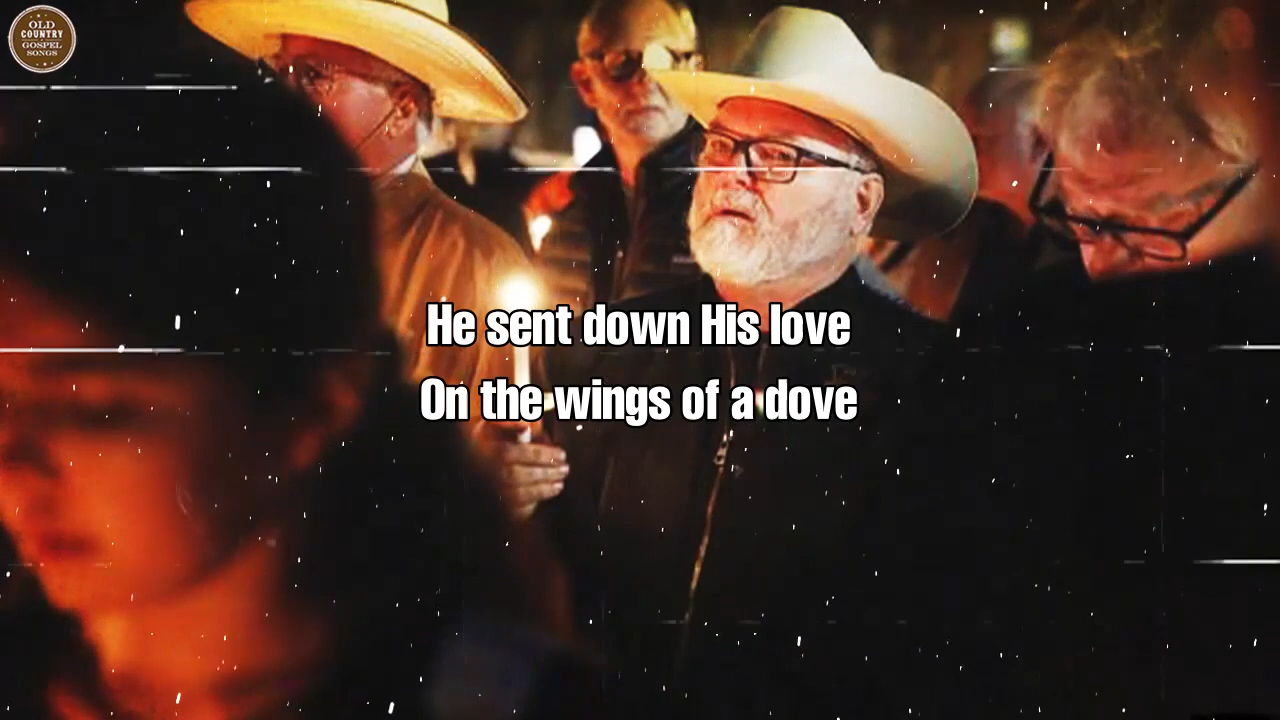 OLD
COUNTRY
GOSPEL
SONGS
He sent down His love
On the wings of a dove